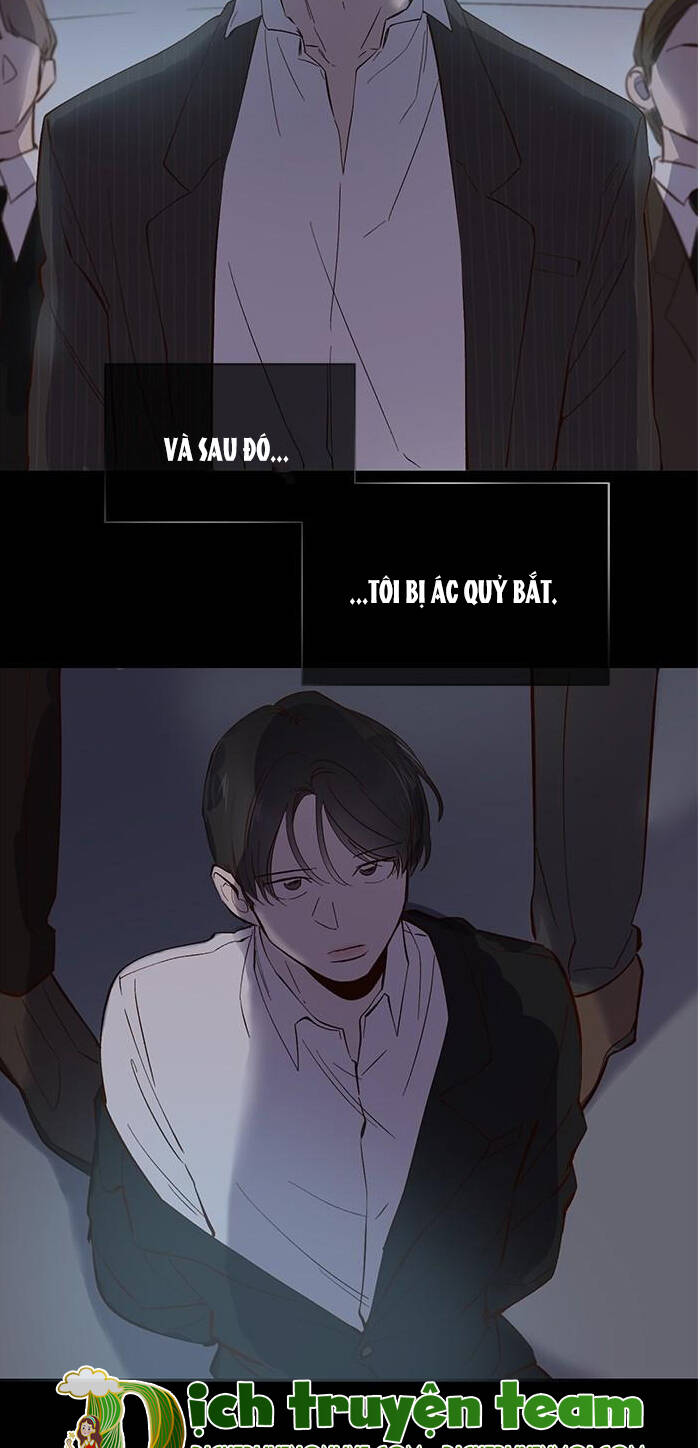 VÀ SAU ĐÓ...
...TÔI BỊ ÁC QUỶ BẮT.
Dịch truyện team